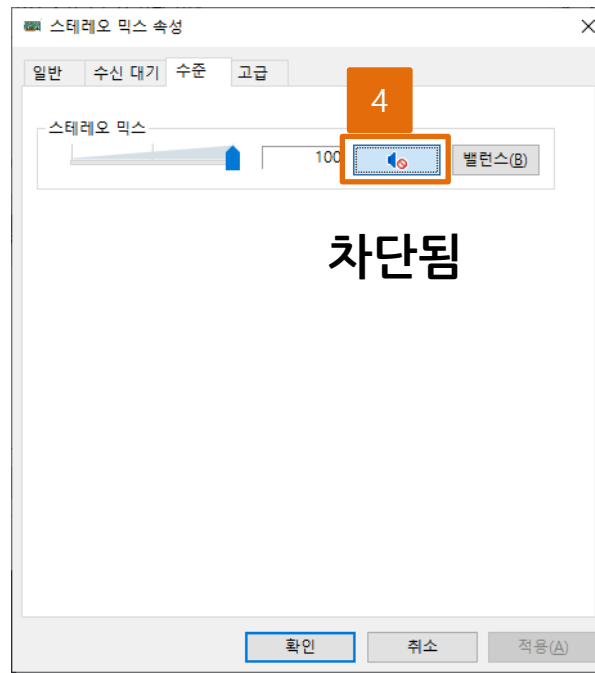 스테레오 믹스 속성
일반 수신 대기 수준 고급
4
스테레오 믹스
100
밸런스(B)
차단됨
확인 취소 적용(A)